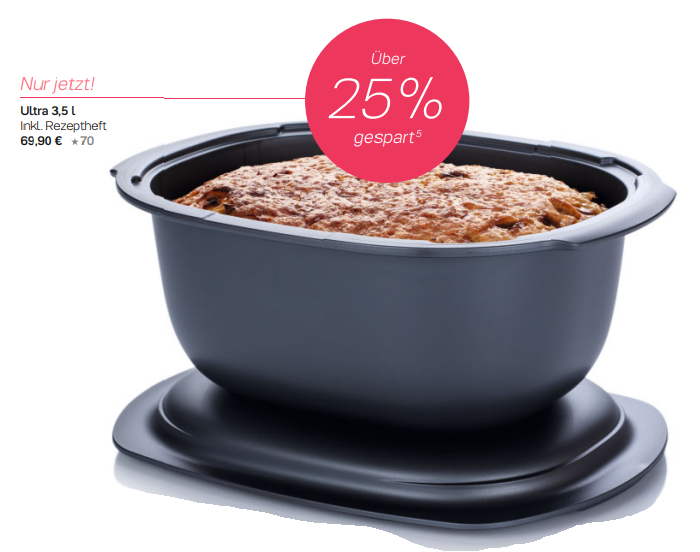 Nur jetzt!
Ultra 3,5 l
Inkl. Rezeptheft
69,90 € ★70
Über
25%
gespart⁵